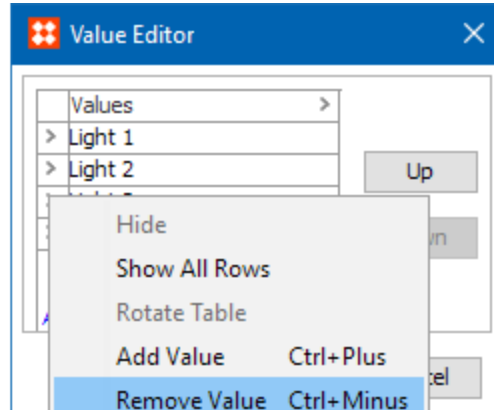 Value Editor
Values
Light 1
Light 2
Up
Hide
Show All Rows
Rotate Table
Add Value Ctrl+Plus
Remove Value Ctrl+Minus